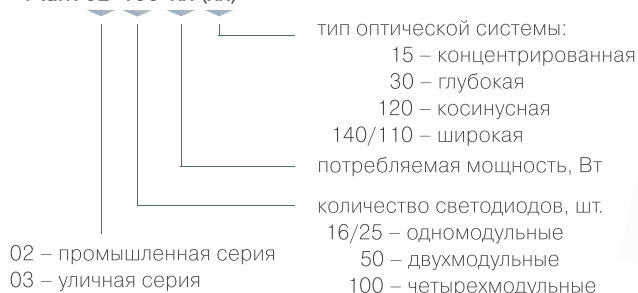 тип оптической системы:
15 – концентрированная
30 – глубокая
120 – косинусная
140/110 – широкая
потребляемая мощность, Вт
количество светодиодов, шт.
16/25 – одномодульные
50 – двухмодульные
100 – четырехмодульные
02 – промышленная серия
03 – уличная серия